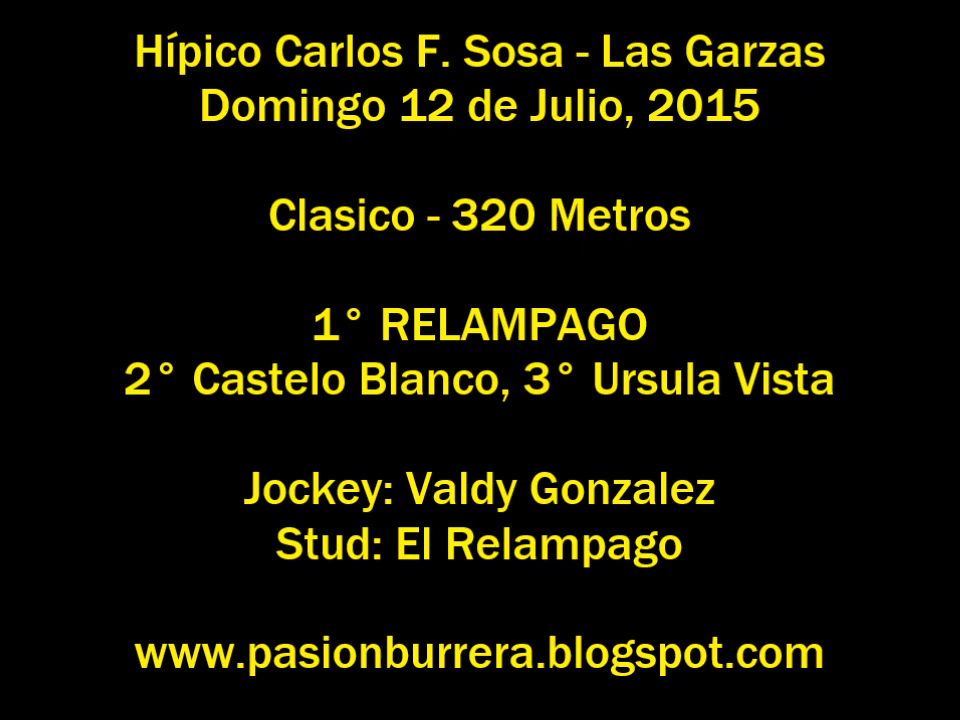 Hípico Carlos F. Sosa - Las Garzas
Domingo 12 de Julio, 2015
Clasico - 320 Metros
1° RELAMPAGO
2° Castelo Blanco, 3° Ursula Vista
Jockey: Valdy Gonzalez
Stud: El Relampago
www.pasionburrera.blogspot.com